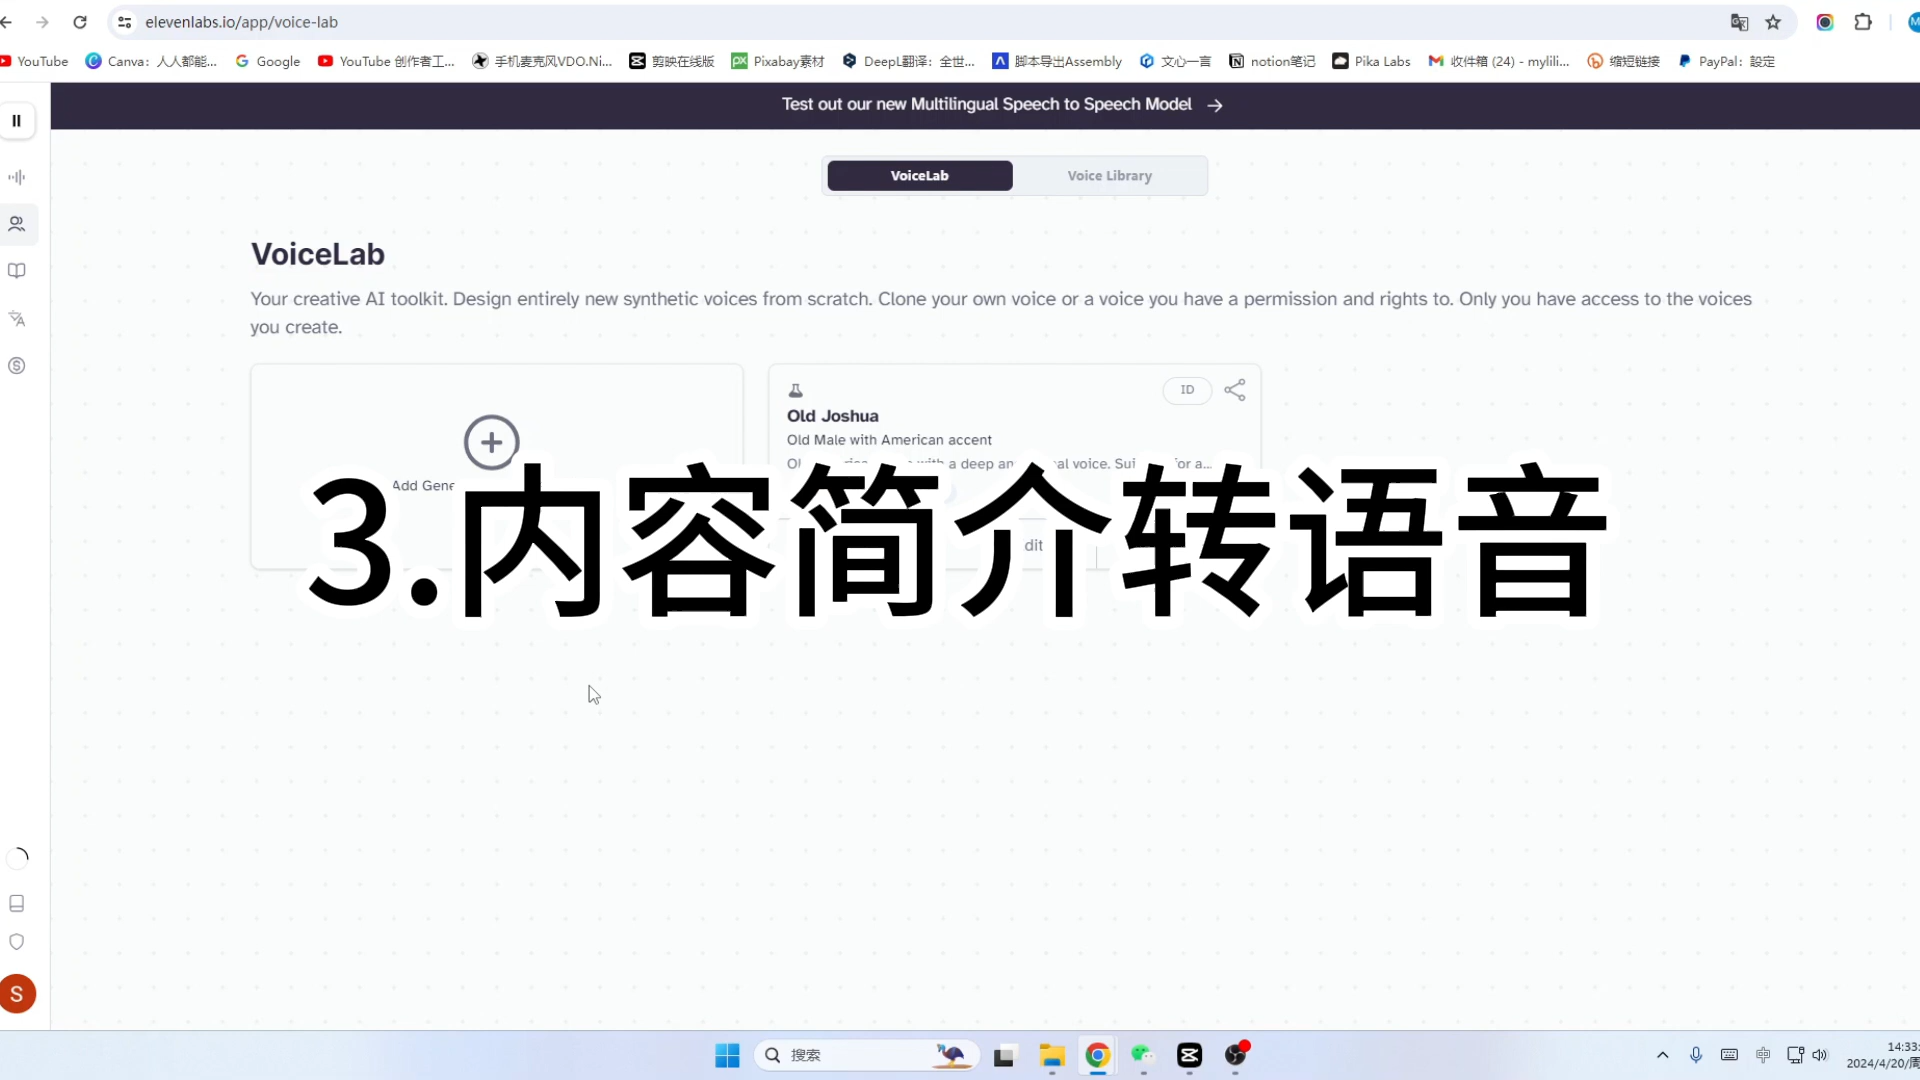 elevenlabs.io/app/voice-lab
YouTube
Canva：人人都能...
Google
YouTube 创作者工...
手机麦克风VDO.Ni...
剪映在线版
Pixabay素材
DeepL翻译：全世...
脚本导出Assembly
文心一言
notion笔记
Pika Labs
收件箱 (24) - mylili...
缩短链接
PayPal：設定
Test out our new Multilingual Speech to Speech Model →
VoiceLab
Voice Library
VoiceLab
Your creative AI toolkit. Design entirely new synthetic voices from scratch. Clone your own voice or a voice you have a permission and rights to. Only you have access to the voices
you create.
ID
Old Joshua
Old Male with American accent
with a deep
voice.
for a...
Add
3.内容简介转语音
S
搜索
中
14:33
2024/4/20/周